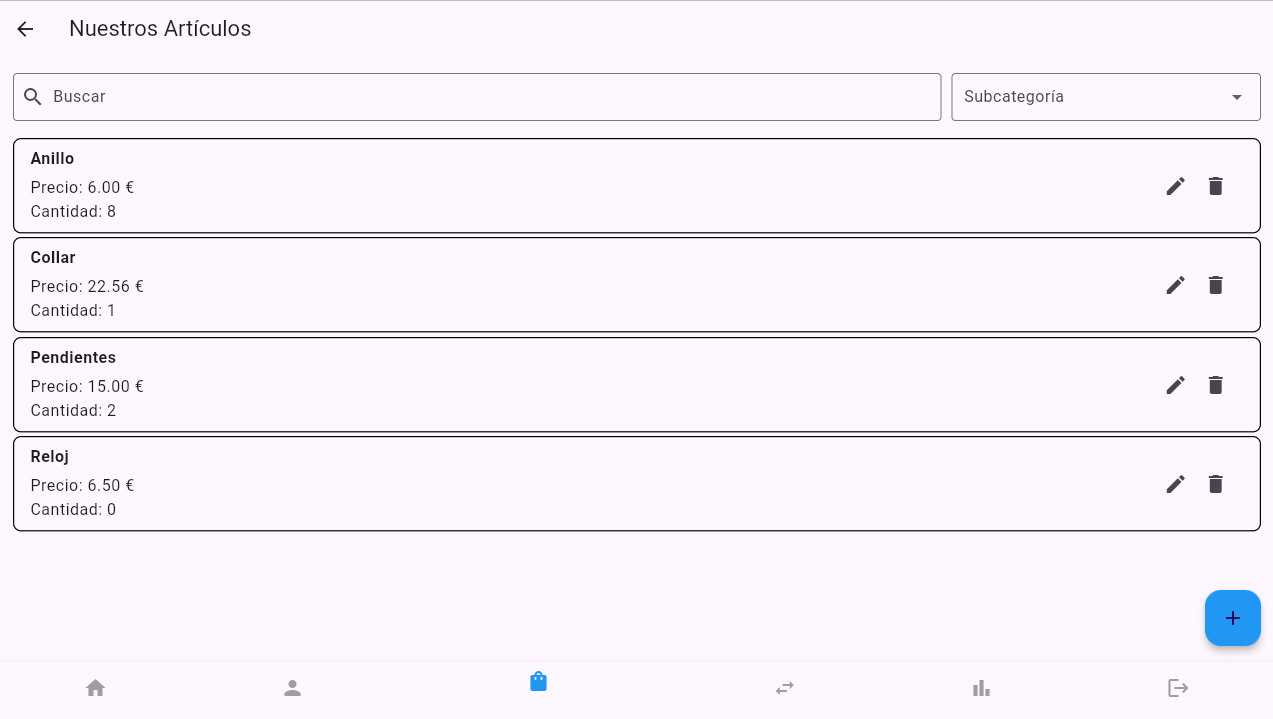 Nuestros Artículos
Buscar
Subcategoría
Anillo
Precio: 6.00 €
Cantidad: 8
Collar
Precio: 22.56 €
Cantidad: 1
Pendientes
Precio: 15.00 €
Cantidad: 2
Reloj
Precio: 6.50 €
Cantidad: 0